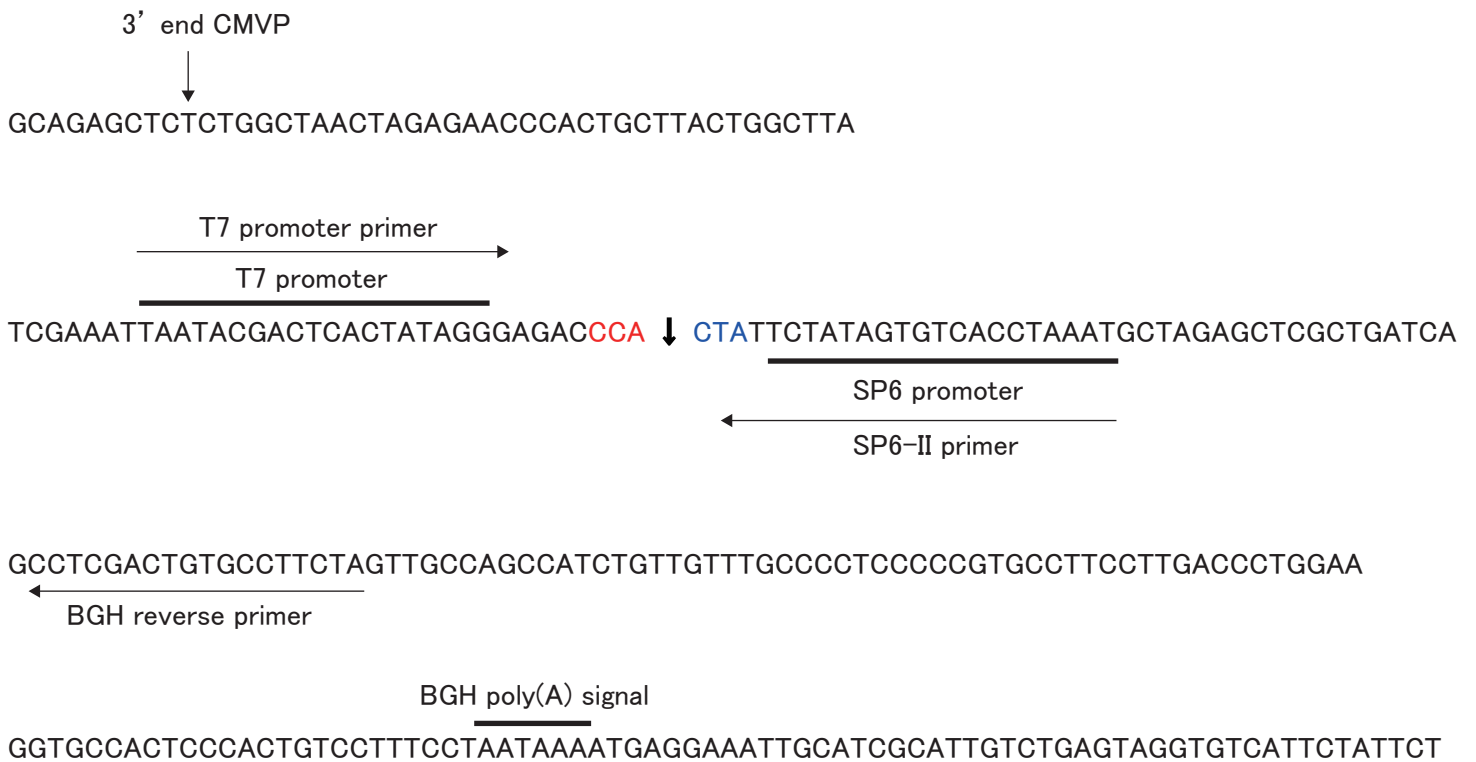 3' end CMVP
GCAGAGCTCTCTGGCTAACTAGAGAACCCACTGCTTACTGGCTTA
T7 promoter primer
T7 promoter
TCGAAATTAATACGACTCACTATAGGGAGACCCA ↓ CTATTCTATAGTGTCACCTAAATGCTAGAGCTCGCTGATCA
SP6 promoter
SP6-II primer
GCCTCGACTGTGCCTTCTAGTTGCCAGCCATCTGTTGTTTGCCCCTCCCCCGTGCCTTCCTTGACCCTGGAA
BGH reverse primer
BGH poly(A) signal
GGTGCCACTCCCACTGTCCTTTCCTAATAAAATGAGGAAATTGCATCGCATTGTCTGAGTAGGTGTCATTCTATTCT